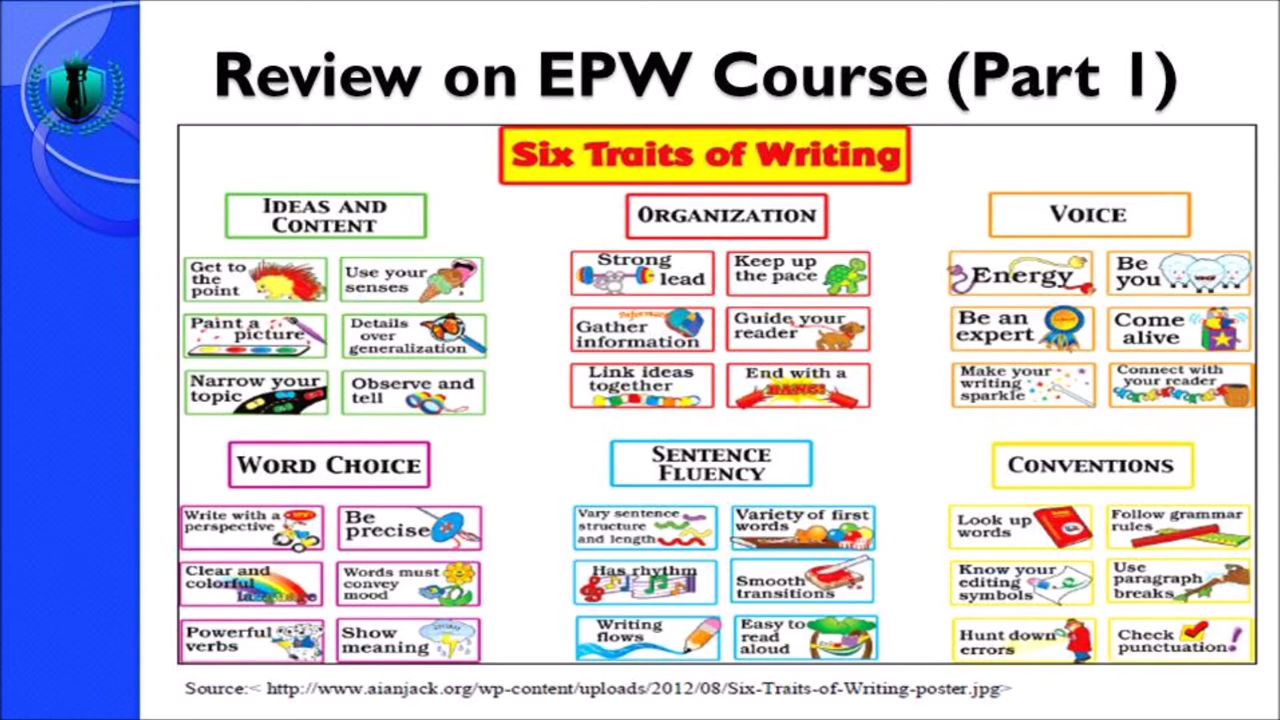 Review on EPW Course (Part 1)
Six Traits of Writing
IDEAS AND
CONTENT
Get to
the
point
Use your
senses
Paint a
picture
Details
over
generalization
Narrow your
topic
Observe and
tell
ORGANIZATION
Strong
lead
Keep up
the pace
Gather
information
Guide your
reader
Link ideas
together
End with a
BANG!
VOICE
Energy
Be
you
Be an
expert
Come
alive
Make your
writing
sparkle
Connect with
your reader
WORD CHOICE
Write with a
perspective
Be
precise
Clear and
colorful
Words must
convey
mood
Powerful
verbs
Show
meaning
SENTENCE
FLUENCY
Vary sentence
structure
and length
Variety of first
words
Has rhythm
Smooth
transitions
Writing
flows
Easy to
read
aloud
CONVENTIONS
Look up
words
Follow grammar
rules
Know your
editing
symbols
Use
paragraph
breaks
Hunt down
errors
Check
punctuation
Source:< http://www.aianjack.org/wp-content/uploads/2012/08/Six-Traits-of-Writing-poster.jpg>